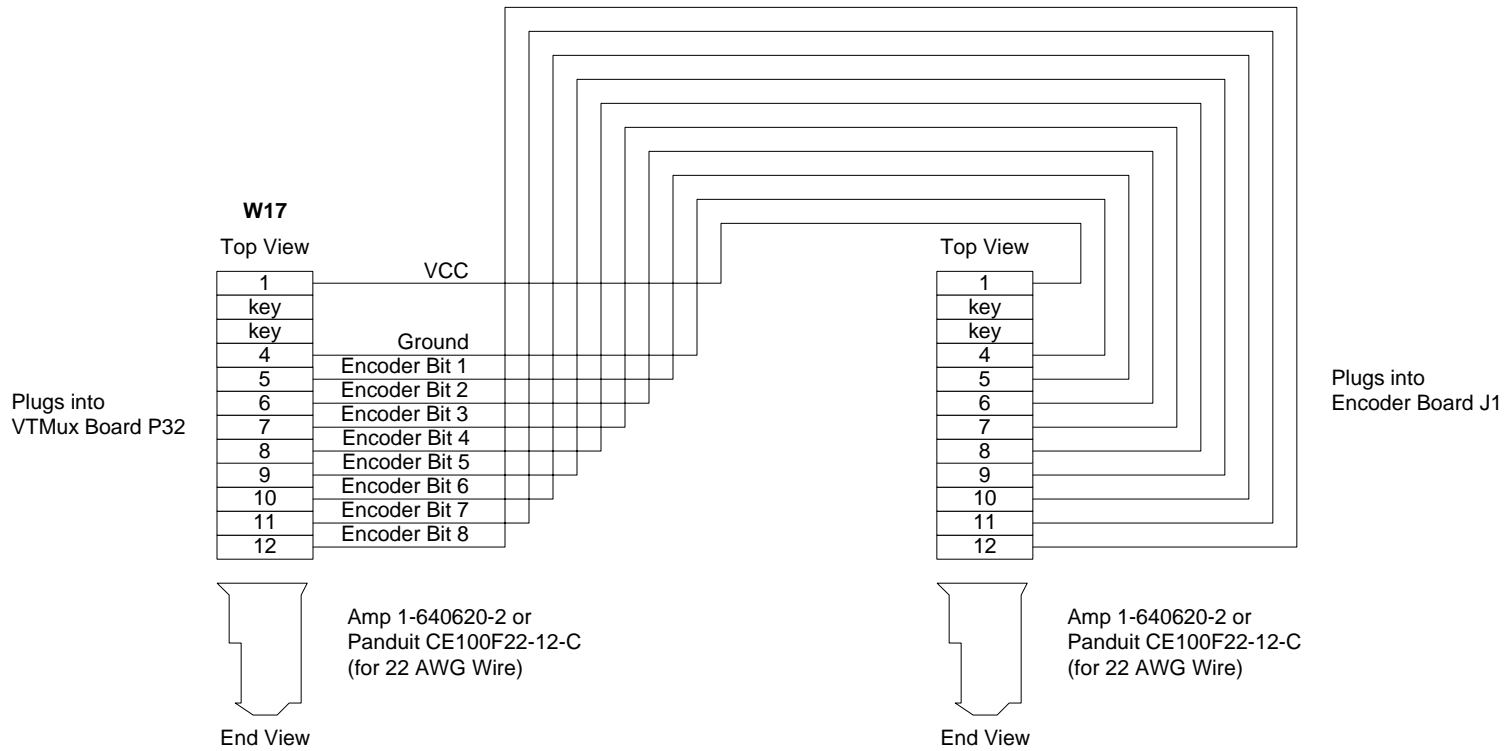 W17
Top View
1
key
key
4
5
6
7
8
9
10
11
12
VCC
Ground
Encoder Bit 1
Encoder Bit 2
Encoder Bit 3
Encoder Bit 4
Encoder Bit 5
Encoder Bit 6
Encoder Bit 7
Encoder Bit 8
Plugs into
VTMux Board P32
Amp 1-640620-2 or
Panduit CE100F22-12-C
(for 22 AWG Wire)
End View
Top View
1
key
key
4
5
6
7
8
9
10
11
12
Plugs into
Encoder Board J1
Amp 1-640620-2 or
Panduit CE100F22-12-C
(for 22 AWG Wire)
End View